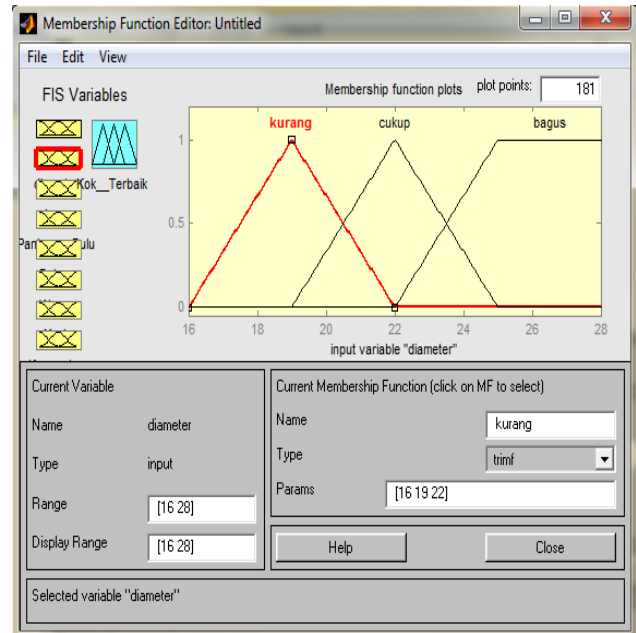 Membership Function Editor: Untitled
File Edit View
FIS Variables
Membership function plots plot points: 181
kurang cukup bagus
Kok__Terbaik
ulu
1
0.5
0
16 18 20 22 24 26 28
input variable "diameter"
Current Variable
Name diameter
Type input
Range [16 28]
Display Range [16 28]
Current Membership Function (click on MF to select)
Name kurang
Type trimf
Params [16 19 22]
Help Close
Selected variable "diameter"